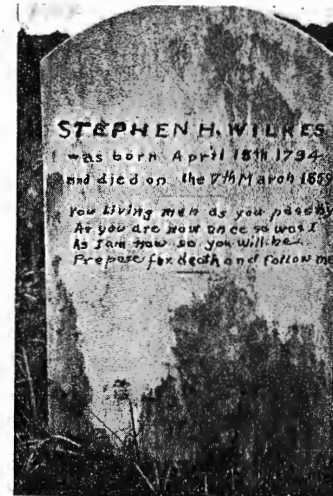 STEPHEN H. WILKES
was born April 15th 1794
and died on the 7th March 1859
You Living men as you pass by
As you are now once so was I
As I am now so you will be
Prepare for death and follow me